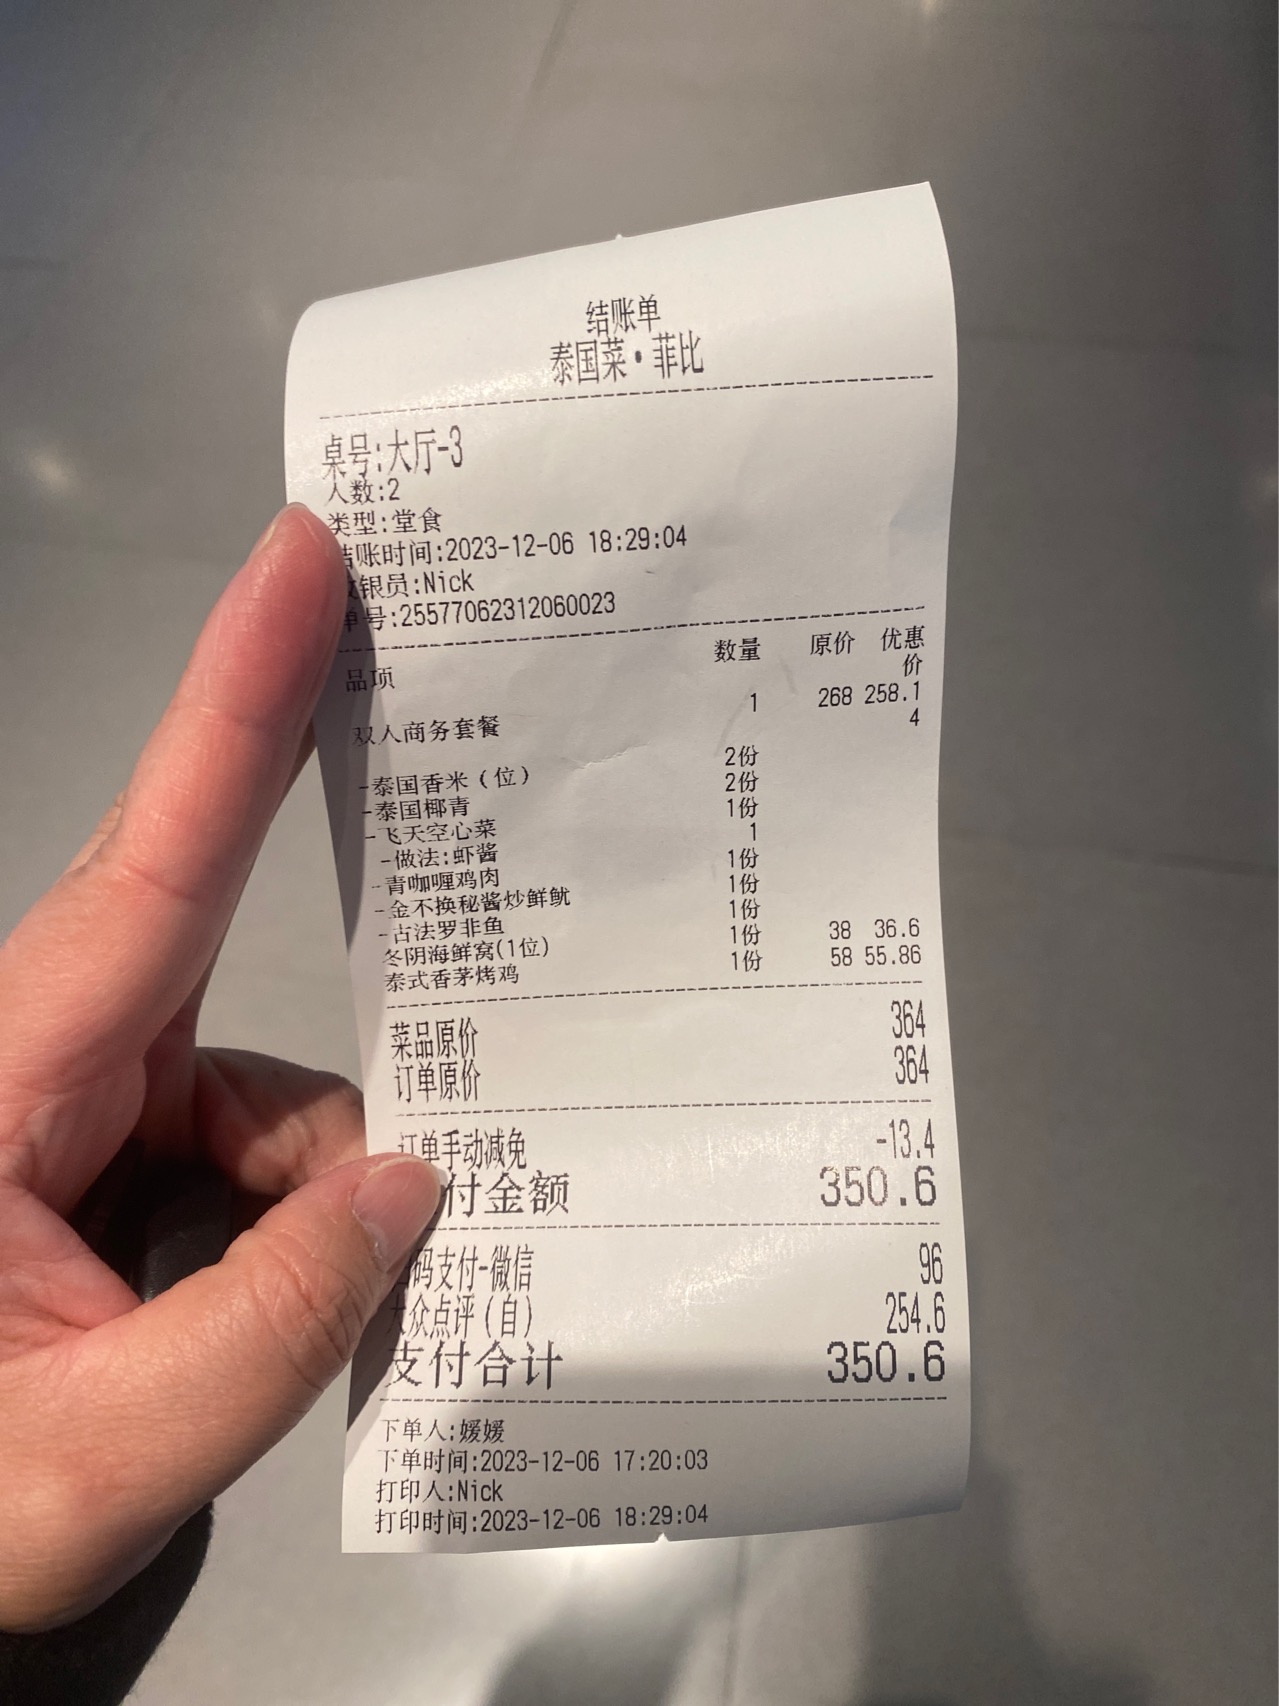 结账单
泰国菜·菲比
桌号:大厅-3
人数:2
类型:堂食
结账时间:2023-12-06 18:29:04
收银员:Nick
单号:25577062312060023
品项 数量 原价 优惠价
双人商务套餐 1 268 258.14
-泰国香米(位) 2份
-泰国椰青 2份
-飞天空心菜 1份
-做法:虾酱 1
-青咖喱鸡肉 1份
-金不换秘酱炒鲜鱿 1份
-古法罗非鱼 1份
冬阴海鲜窝(1位) 1份 38 36.6
泰式香茅烤鸡 1份 58 55.86
菜品原价 364
订单原价 364
订单手动减免 -13.4
付金额 350.6
码支付-微信 96
大众点评(自) 254.6
支付合计 350.6
下单人:媛媛
下单时间:2023-12-06 17:20:03
打印人:Nick
打印时间:2023-12-06 18:29:04